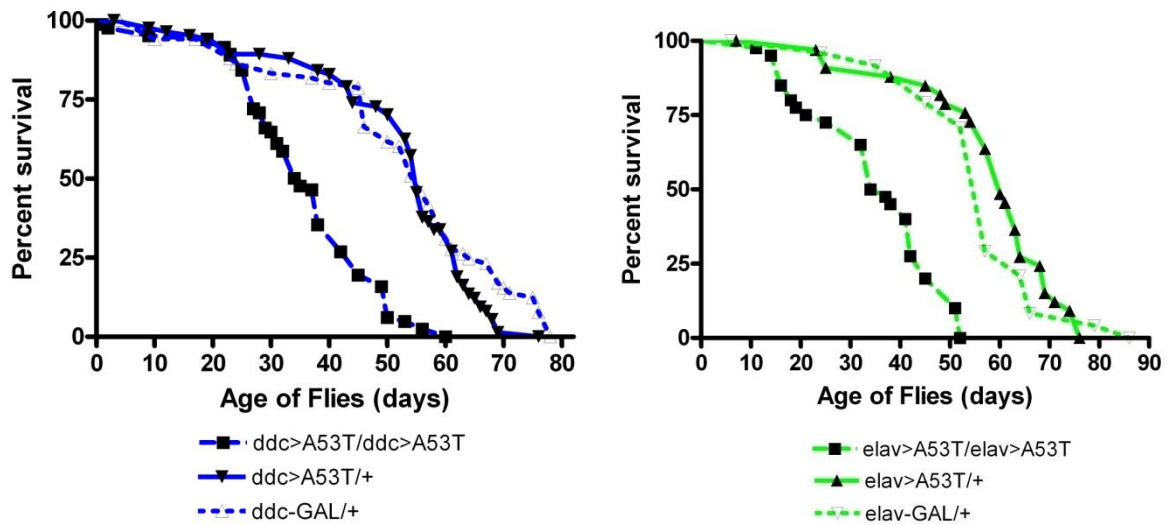 100
75
50
25
0
Percent survival
0 10 20 30 40 50 60 70 80
Age of Flies (days)
ddc>A53T/ddc>A53T
ddc>A53T/+
ddc-GAL/+
100
75
50
25
0
Percent survival
0 10 20 30 40 50 60 70 80 90
Age of Flies (days)
elav>A53T/elav>A53T
elav>A53T/+
elav-GAL/+